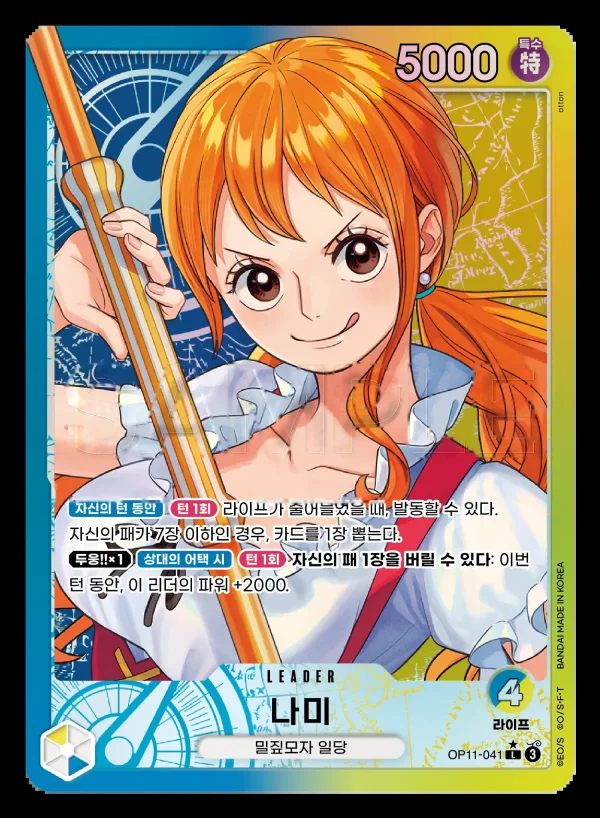 5000
특수
特
otton
SAMPLE
자신의 턴 동안 턴 1회 라이프가 줄어들었을 때, 발동할 수 있다.
자신의 패가 7장 이하인 경우, 카드를 1장 뽑는다.
두웅!!×1 상대의 어택 시 턴 1회 자신의 패 1장을 버릴 수 있다: 이번
턴 동안, 이 리더의 파워 +2000.
LEADER
나미
밀짚모자 일당
4
라이프
OP11-041 L 3
©EO/S ©O/S·F·T BANDAI MADE IN KOREA